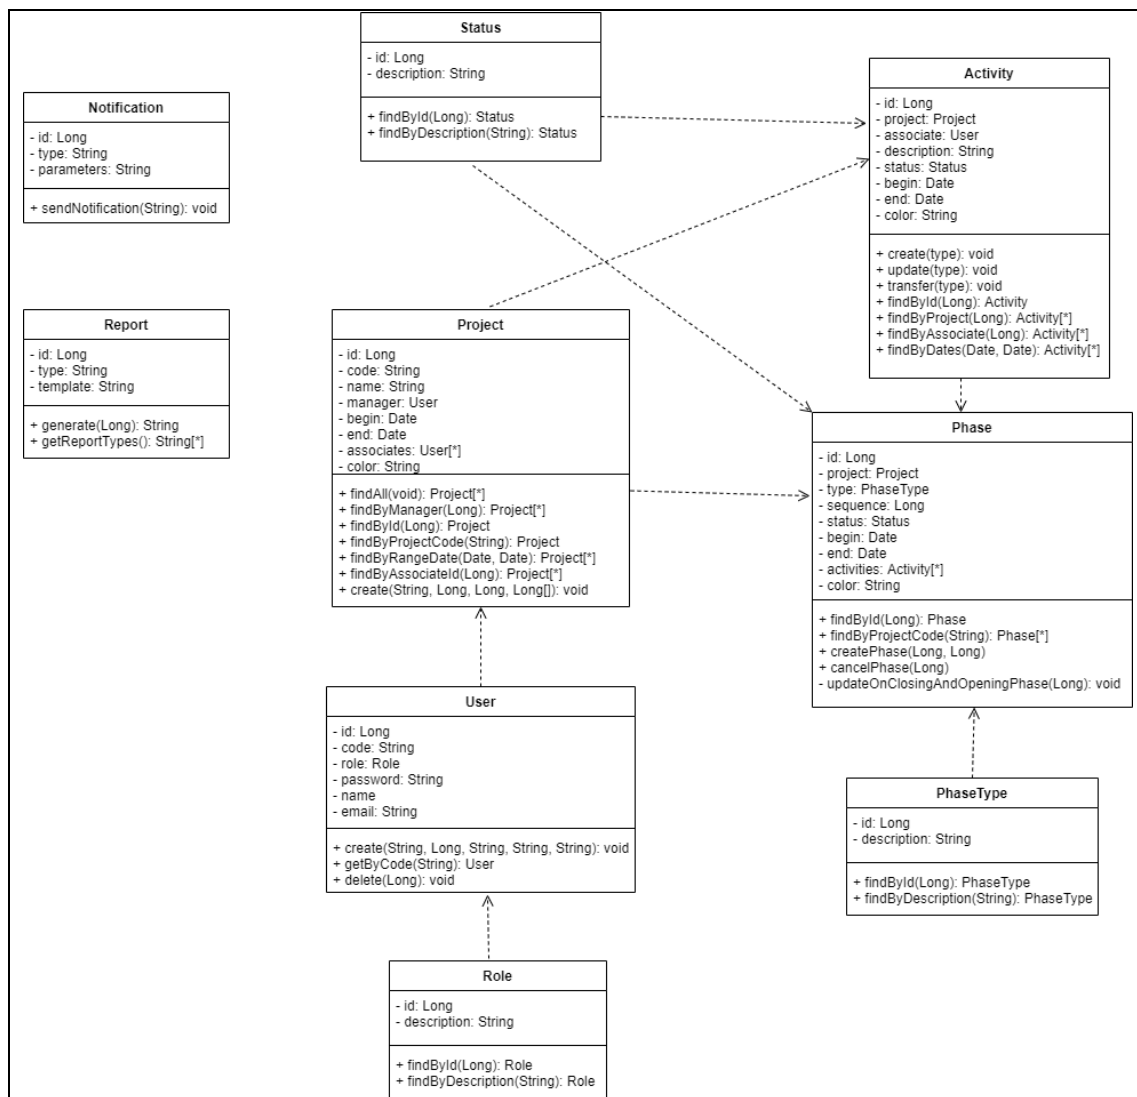 Status
- id: Long
- description: String
+ findById(Long): Status
+ findByDescription(String): Status
Activity
- id: Long
- project: Project
- associate: User
- description: String
- status: Status
- begin: Date
- end: Date
- color: String
+ create(type): void
+ update(type): void
+ transfer(type): void
+ findById(Long): Activity
+ findByProject(Long): Activity[*]
+ findByAssociate(Long): Activity[*]
+ findByDates(Date, Date): Activity[*]
Notification
- id: Long
- type: String
- parameters: String
+ sendNotification(String): void
Report
- id: Long
- type: String
- template: String
+ generate(Long): String
+ getReportTypes(): String[*]
Project
- id: Long
- code: String
- name: String
- manager: User
- begin: Date
- end: Date
- associates: User[*]
- color: String
+ findAll(void): Project[*]
+ findByManager(Long): Project[*]
+ findById(Long): Project
+ findByProjectCode(String): Project
+ findByRangeDate(Date, Date): Project[*]
+ findByAssociateId(Long): Project[*]
+ create(String, Long, Long, Long[]): void
Phase
- id: Long
- project: Project
- type: PhaseType
- sequence: Long
- status: Status
- begin: Date
- end: Date
- activities: Activity[*]
- color: String
+ findById(Long): Phase
+ findByProjectCode(String): Phase[*]
+ createPhase(Long, Long)
+ cancelPhase(Long)
- updateOnClosingAndOpeningPhase(Long): void
User
- id: Long
- code: String
- role: Role
- password: String
- name
- email: String
+ create(String, Long, String, String, String): void
+ getByCode(String): User
+ delete(Long): void
PhaseType
- id: Long
- description: String
+ findById(Long): PhaseType
+ findByDescription(String): PhaseType
Role
- id: Long
- description: String
+ findById(Long): Role
+ findByDescription(String): Role